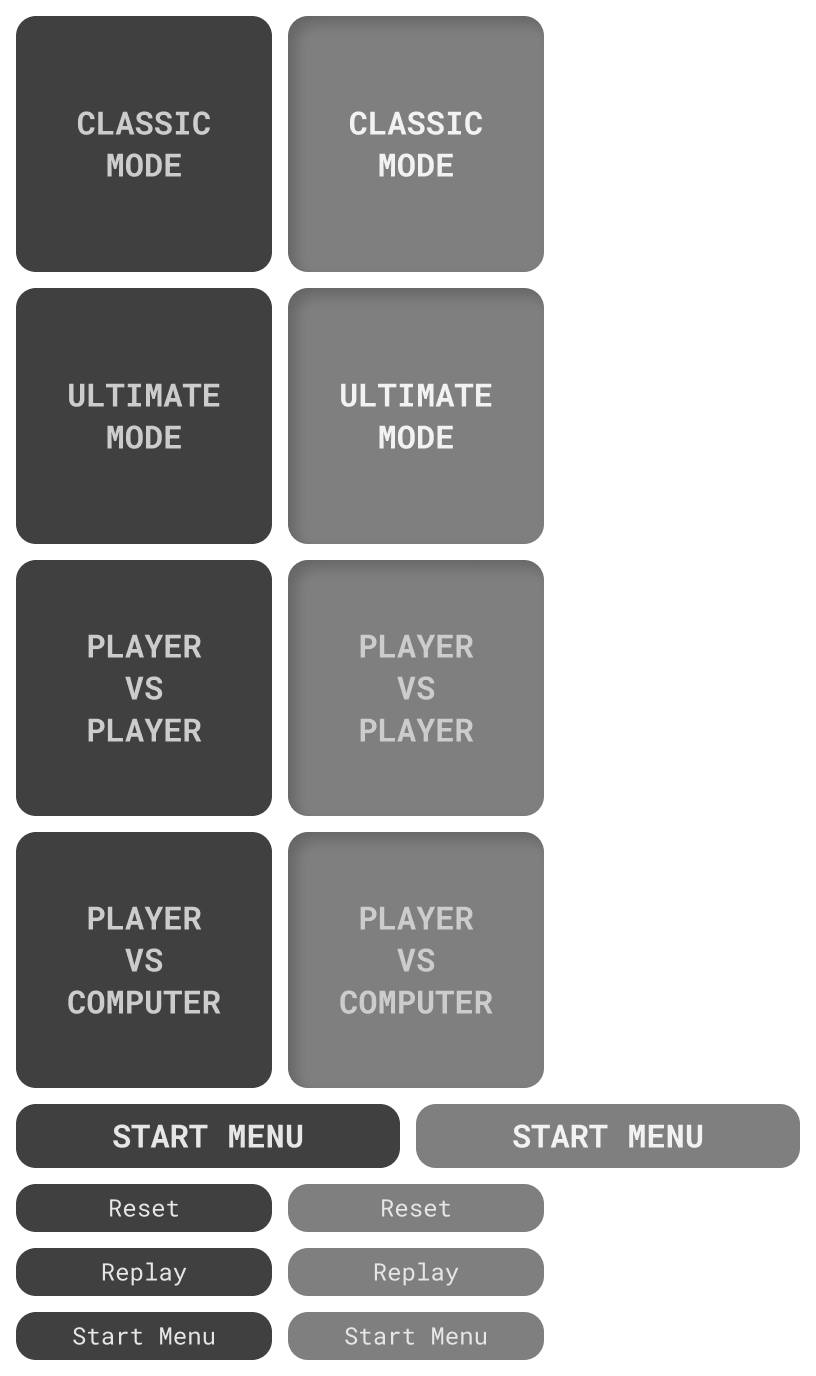 CLASSIC
MODE
CLASSIC
MODE
ULTIMATE
MODE
ULTIMATE
MODE
PLAYER
VS
PLAYER
PLAYER
VS
PLAYER
PLAYER
VS
COMPUTER
PLAYER
VS
COMPUTER
START MENU
START MENU
Reset
Reset
Replay
Replay
Start Menu
Start Menu